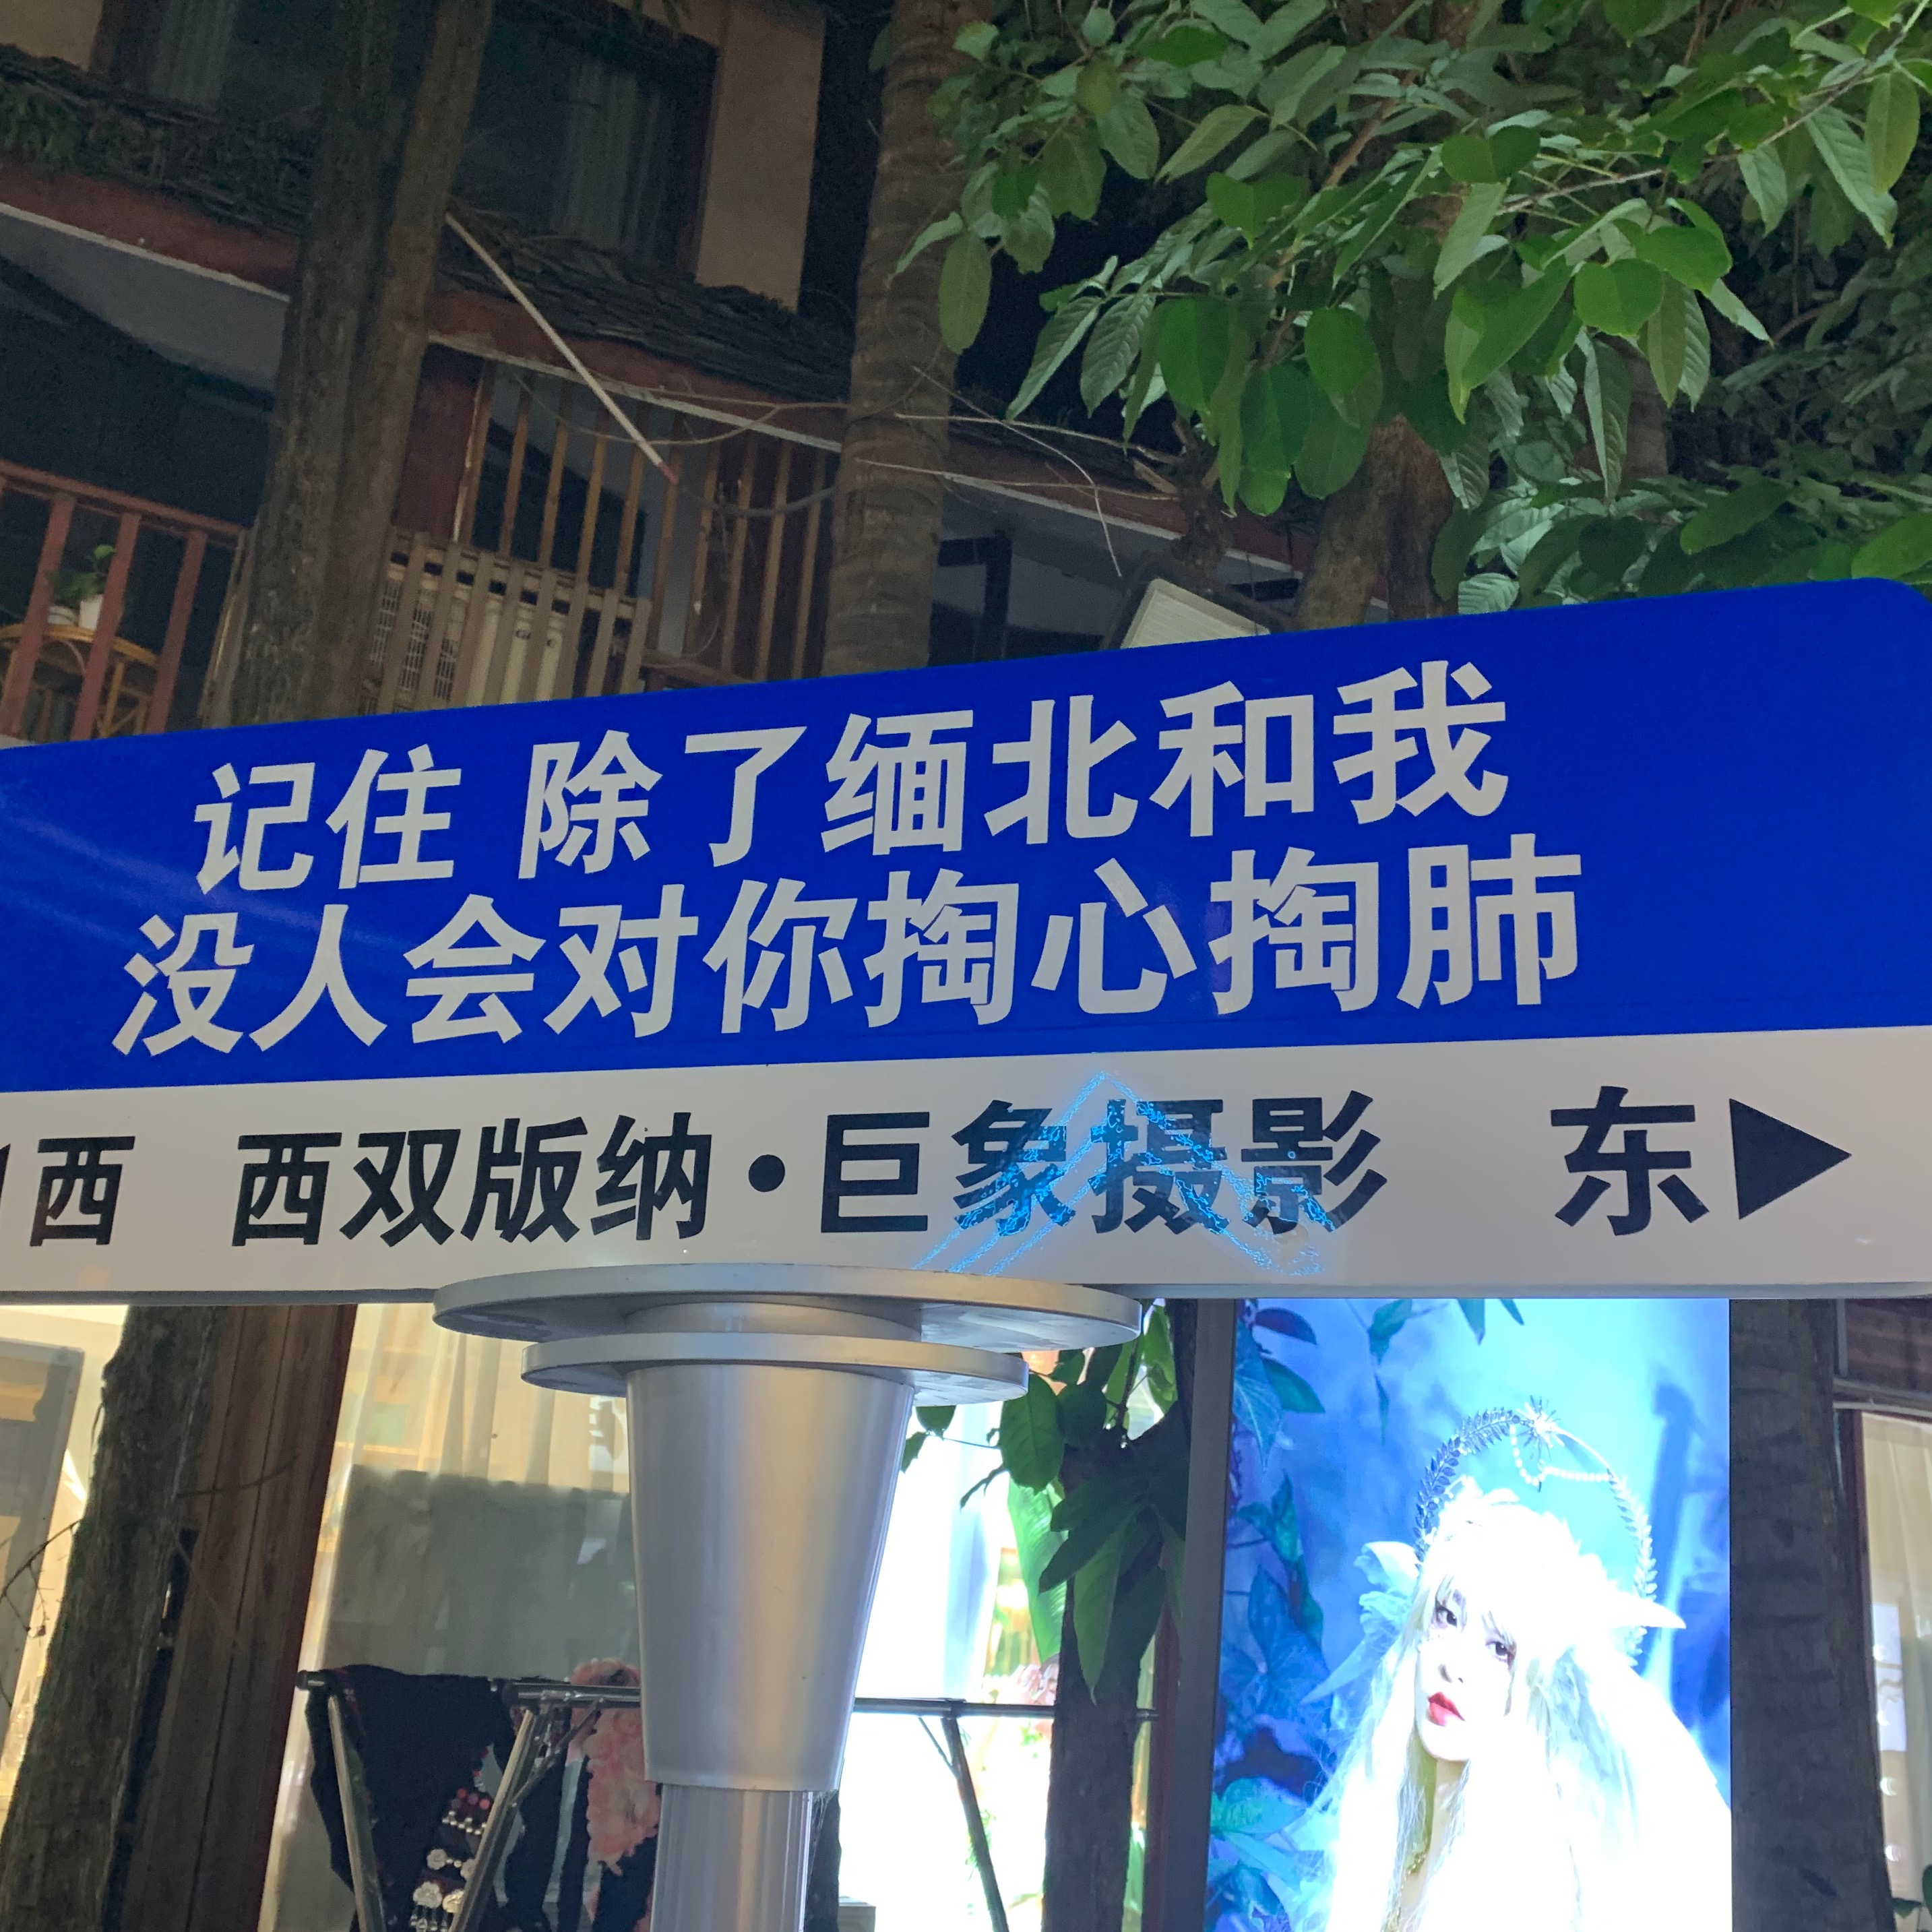 记住 除了缅北和我
没人会对你掏心掏肺
西 西双版纳·巨象摄影 东